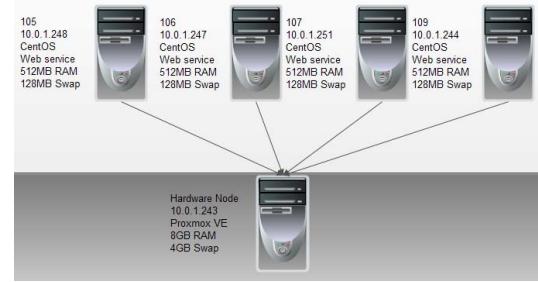 105
10.0.1.248
CentOS
Web service
512MB RAM
128MB Swap
106
10.0.1.247
CentOS
Web service
512MB RAM
128MB Swap
107
10.0.1.251
CentOS
Web service
512MB RAM
128MB Swap
109
10.0.1.244
CentOS
Web service
512MB RAM
128MB Swap
Hardware Node
10.0.1.243
Proxmox VE
8GB RAM
4GB Swap